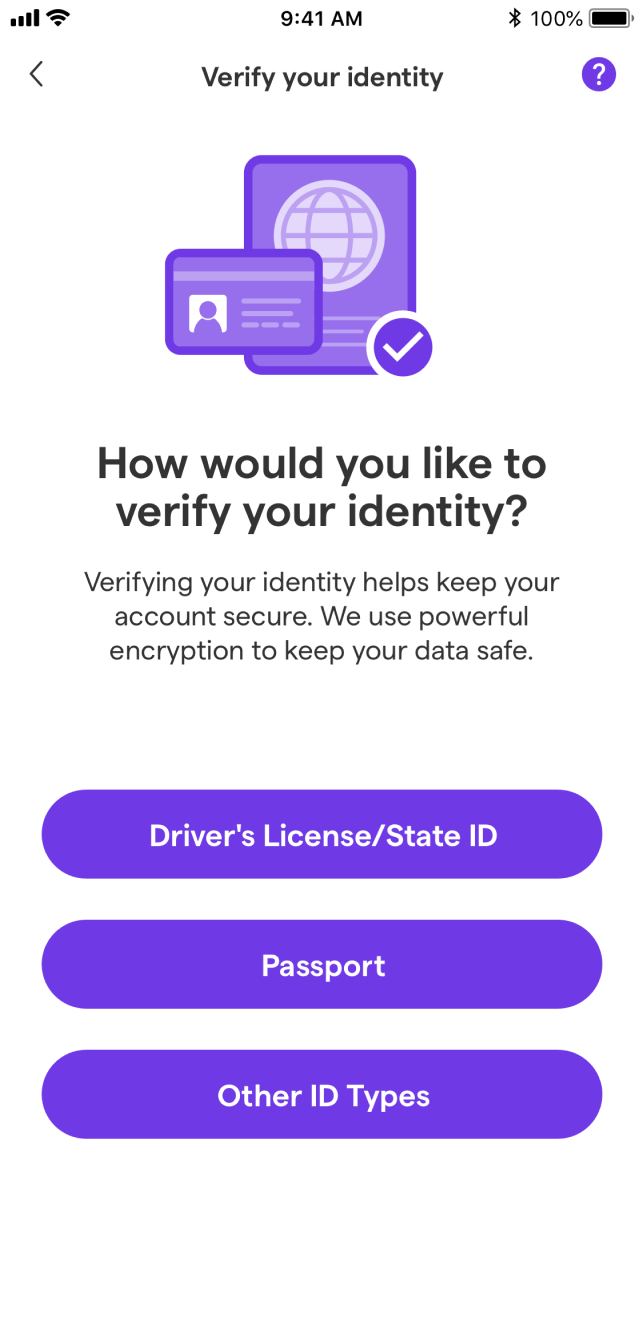 9:41 AM
100%
Verify your identity
?
How would you like to
verify your identity?
Verifying your identity helps keep your
account secure. We use powerful
encryption to keep your data safe.
Driver's License/State ID
Passport
Other ID Types